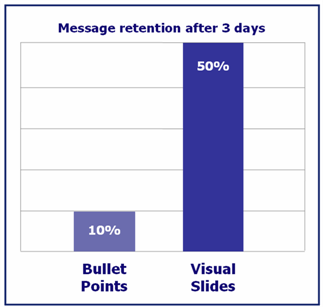 Message retention after 3 days
50%
10%
Bullet Visual
Points Slides